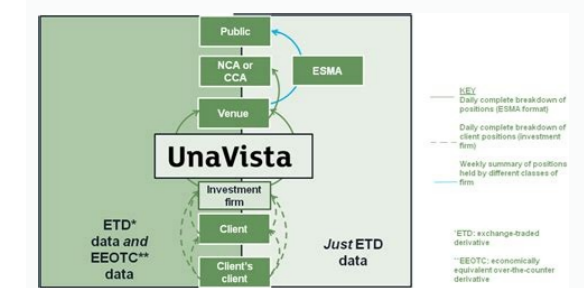 Public
NCA or
CCA
ESMA
Venue
UnaVista
Investment
firm
Client
Client's
client
ETD*
data and
EEOTC**
data
Just ETD
data
KEY
Daily complete breakdown of
positions (ESMA format)
Daily complete breakdown of
client positions (investment
firm)
Weekly summary of positions
held by different classes of
firm
*ETD: exchange-traded
derivative
**EEOTC: economically
equivalent over-the-counter
derivative